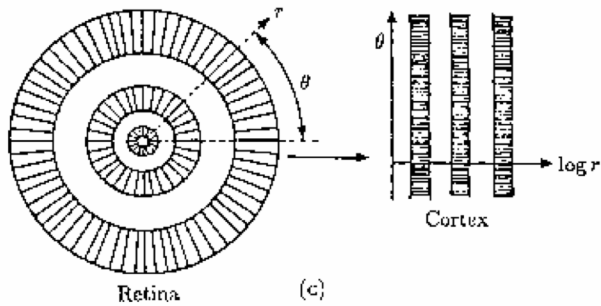 r
θ
θ
log r
Cortex
Retina
(c)